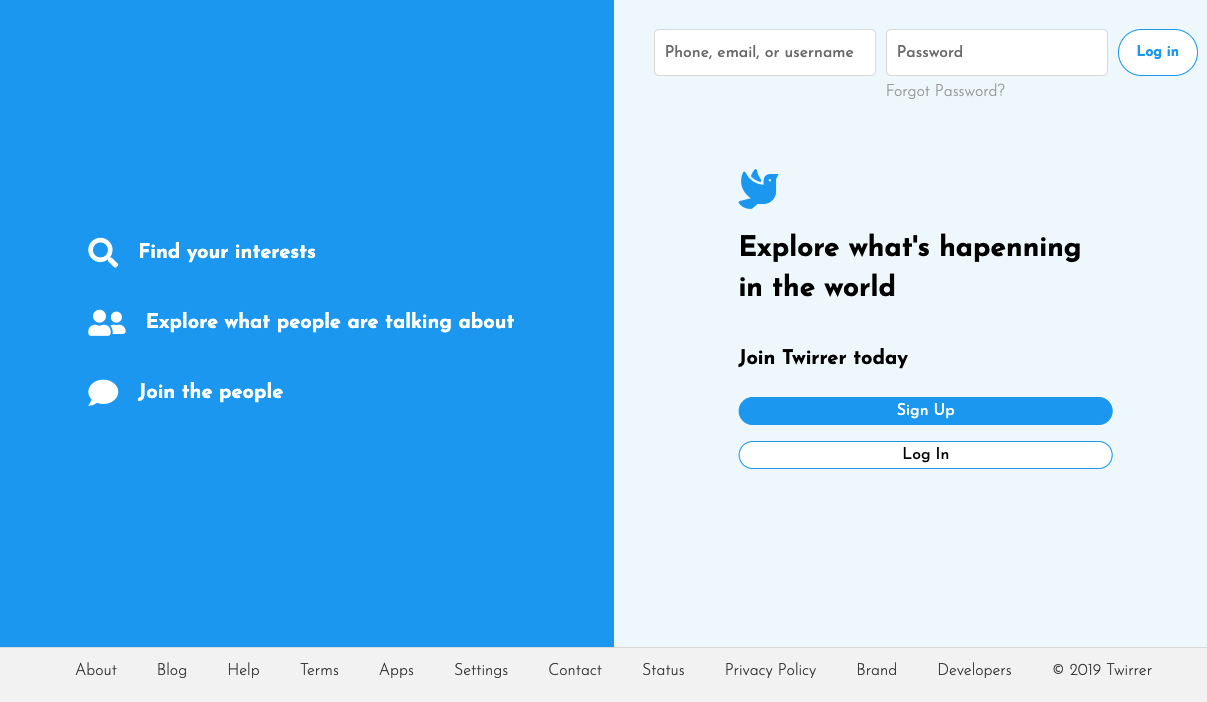 Phone, email, or username
Password
Log in
Forgot Password?
Find your interests
Explore what people are talking about
Join the people
Explore what's hapenning
in the world
Join Twirrer today
Sign Up
Log In
About Blog Help Terms Apps Settings Contact Status Privacy Policy Brand Developers © 2019 Twirrer